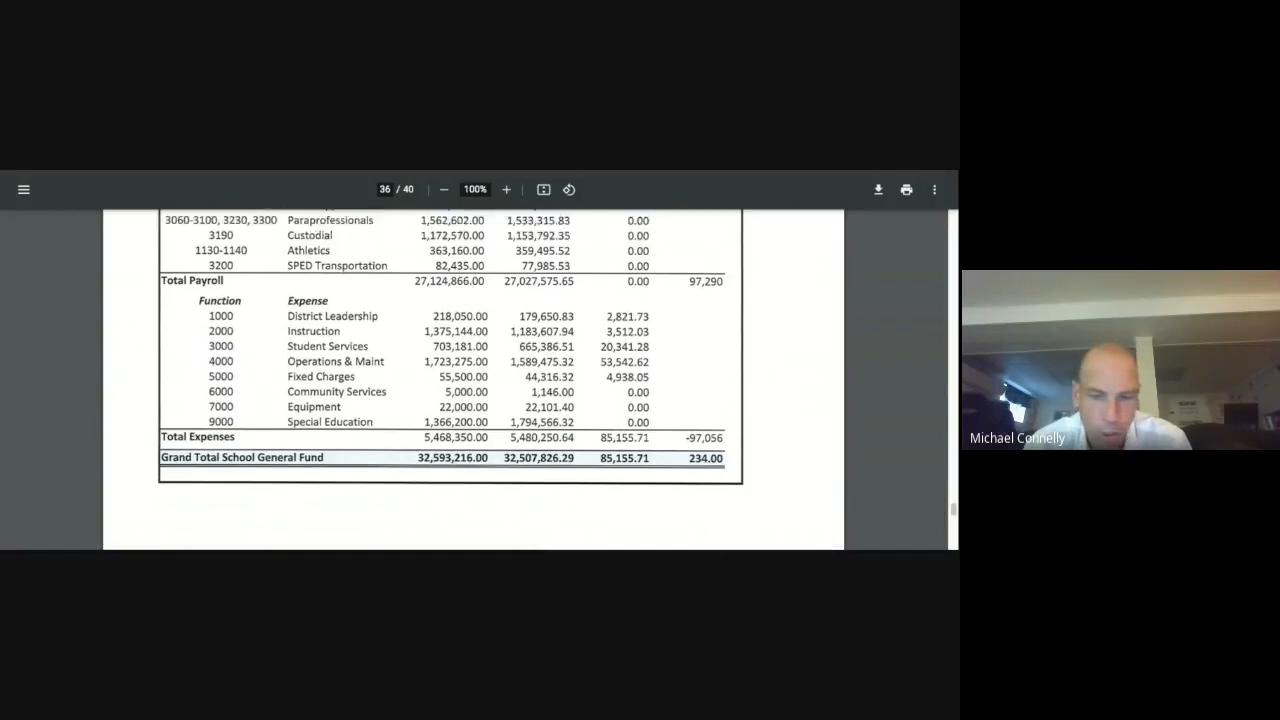 36 / 40 100%
3060-3100, 3230, 3300 Paraprofessionals 1,562,602.00 1,533,315.83 0.00
3190 Custodial 1,172,570.00 1,153,792.35 0.00
1130-1140 Athletics 363,160.00 359,495.52 0.00
3200 SPED Transportation 82,435.00 77,985.53 0.00
Total Payroll 27,124,866.00 27,027,575.65 0.00 97,290
Function Expense
1000 District Leadership 218,050.00 179,650.83 2,821.73
2000 Instruction 1,375,144.00 1,183,607.94 3,512.03
3000 Student Services 703,181.00 665,386.51 20,341.28
4000 Operations & Maint 1,723,275.00 1,589,475.32 53,542.62
5000 Fixed Charges 55,500.00 44,316.32 4,938.05
6000 Community Services 5,000.00 1,146.00 0.00
7000 Equipment 22,000.00 22,101.40 0.00
9000 Special Education 1,366,200.00 1,794,566.32 0.00
Total Expenses 5,468,350.00 5,480,250.64 85,155.71 -97,056
Grand Total School General Fund 32,593,216.00 32,507,826.29 85,155.71 234.00
Michael Connelly